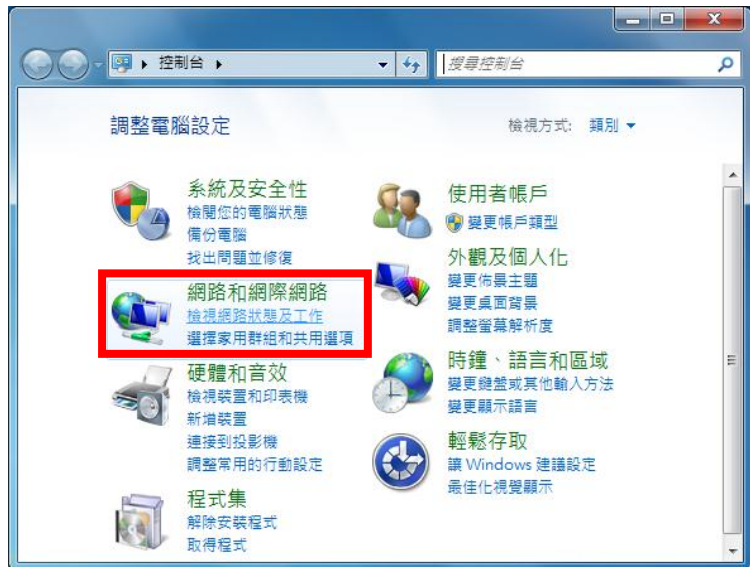 控制台
搜尋控制台
調整電腦設定
檢視方式: 類別
系統及安全性
檢閱您的電腦狀態
備份電腦
找出問題並修復
網路和網際網路
檢視網路狀態及工作
選擇家用群組和共用選項
硬體和音效
檢視裝置和印表機
新增裝置
連接到投影機
調整常用的行動設定
程式集
解除安裝程式
取得程式
使用者帳戶
變更帳戶類型
外觀及個人化
變更佈景主題
變更桌面背景
調整螢幕解析度
時鐘、語言和區域
變更鍵盤或其他輸入方法
變更顯示語言
輕鬆存取
讓 Windows 建議設定
最佳化視覺顯示